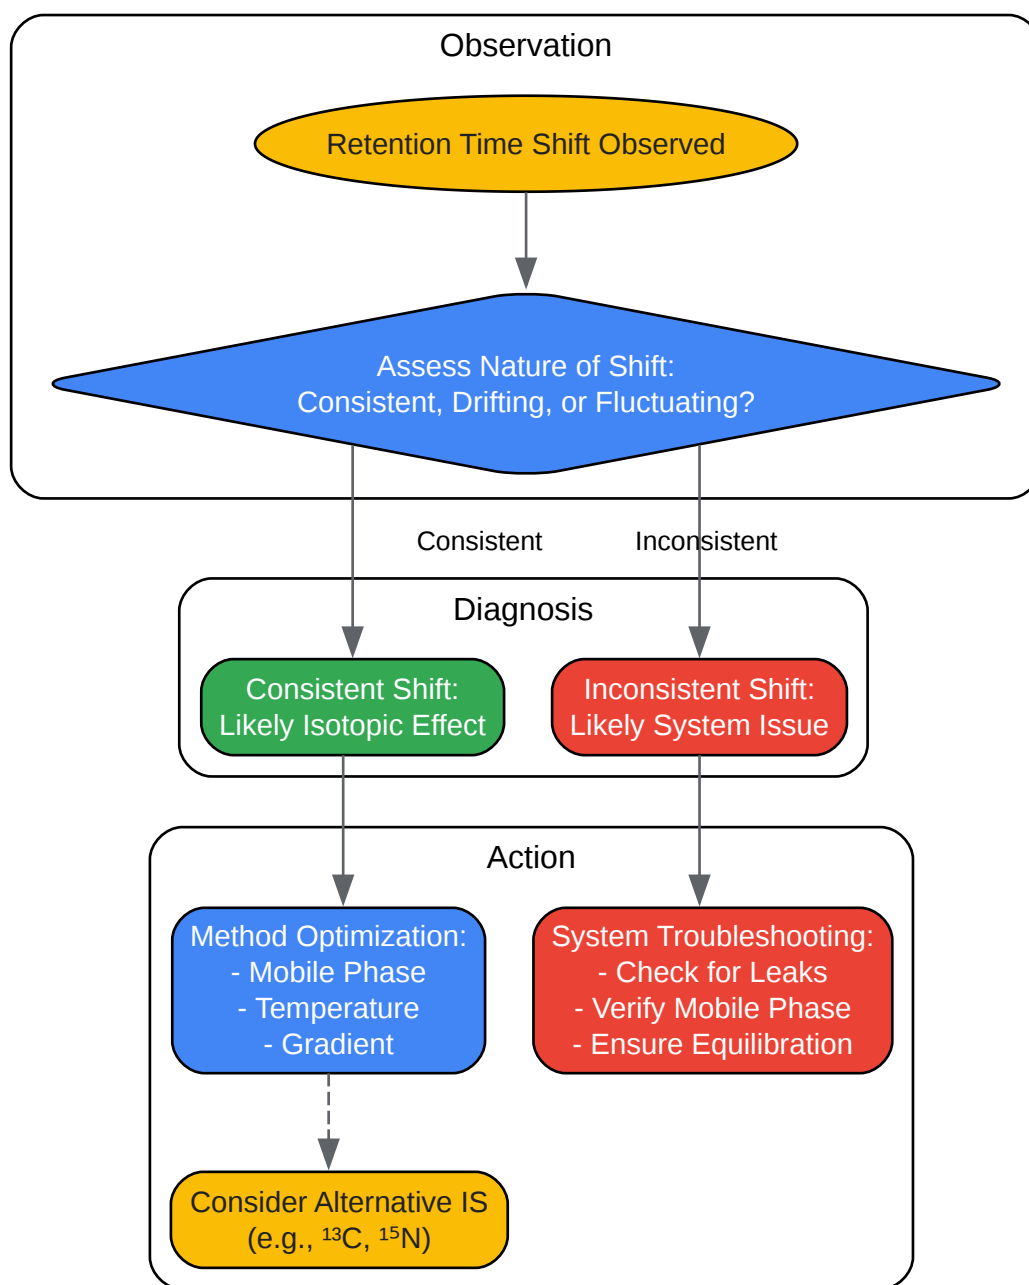 Observation
Retention Time Shift Observed
Assess Nature of Shift:
Consistent, Drifting, or Fluctuating?
Consistent
Inconsistent
Diagnosis
Consistent Shift:
Likely Isotopic Effect
Inconsistent Shift:
Likely System Issue
Action
Method Optimization:
- Mobile Phase
- Temperature
- Gradient
System Troubleshooting:
- Check for Leaks
- Verify Mobile Phase
- Ensure Equilibration
Consider Alternative IS
(e.g., ¹³C, ¹⁵N)